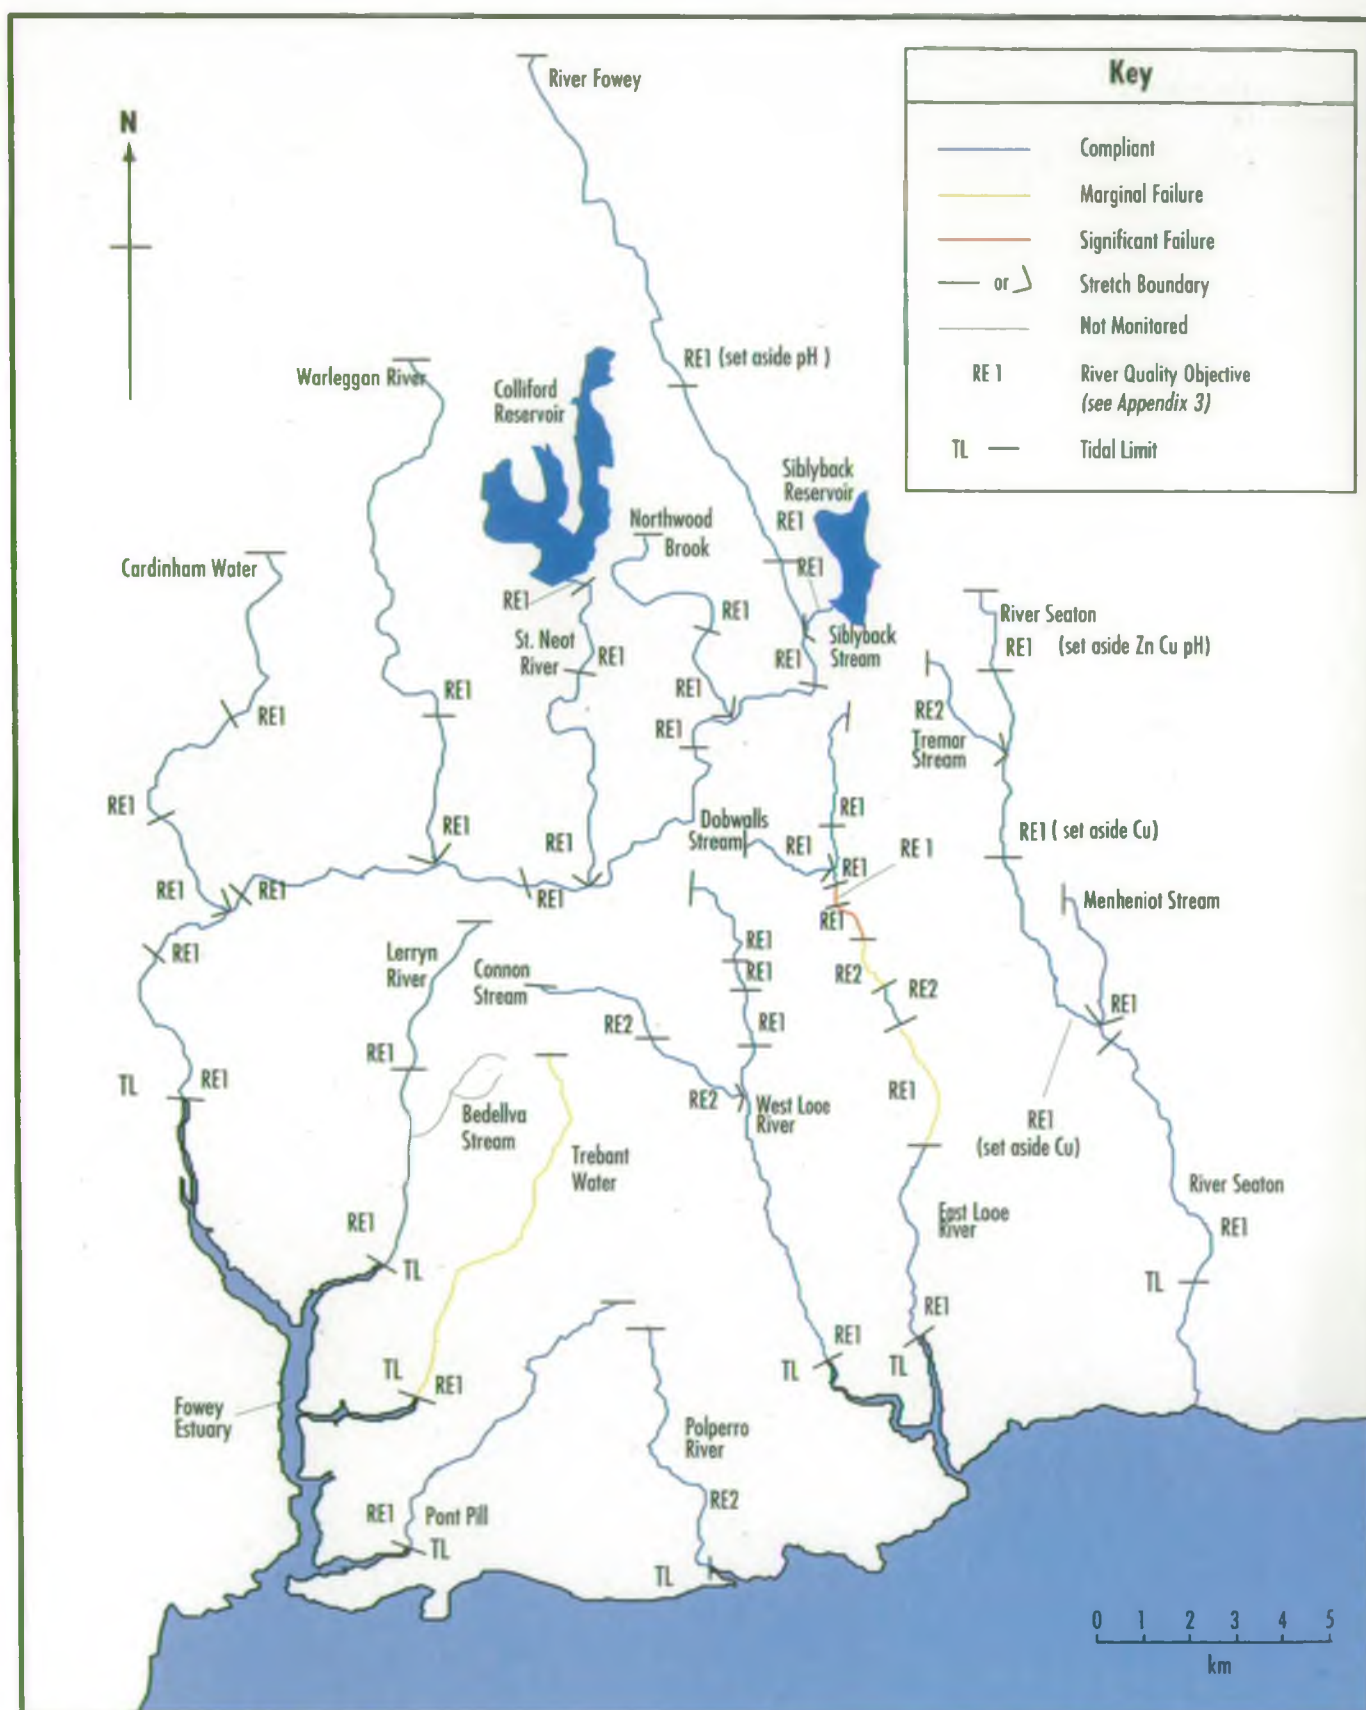 River Fowey
Key
N
Compliant
Marginal Failure
Significant Failure
or
Stretch Boundary
Not Monitored
RE 1
River Quality Objective
(see Appendix 3)
TL
Tidal Limit
RE1 (set aside pH )
Warleggan River
Colliford
Reservoir
Siblyback
Reservoir
RE1
Northwood
Brook
Cardinham Water
RE1
RE1
RE1
Siblyback
Stream
St. Neot
River
RE1
RE1
River Seaton
RE1 (set aside Zn Cu pH)
RE1
RE1
RE1
RE1
RE1
RE2
Tremar
Stream
RE1
Dobwalls
Stream
RE1
RE1
RE1
RE1
RE1 ( set aside Cu)
RE 1
RE1
RE1
RE1
RE1
RE1
Menheniot Stream
RE1
RE1
Lerryn
River
Connon
Stream
RE1
RE1
RE2
RE2
RE1
RE2
RE1
RE1
TL
RE1
RE2
West Looe
River
RE1
RE1
(set aside Cu)
Bedellva
Stream
Trebant
Water
River Seaton
RE1
East Looe
River
RE1
TL
TL
RE1
RE1
TL
TL
TL
RE1
Fowey
Estuary
Polperro
River
RE2
RE1
Pont Pill
TL
TL
0 1 2 3 4 5
km